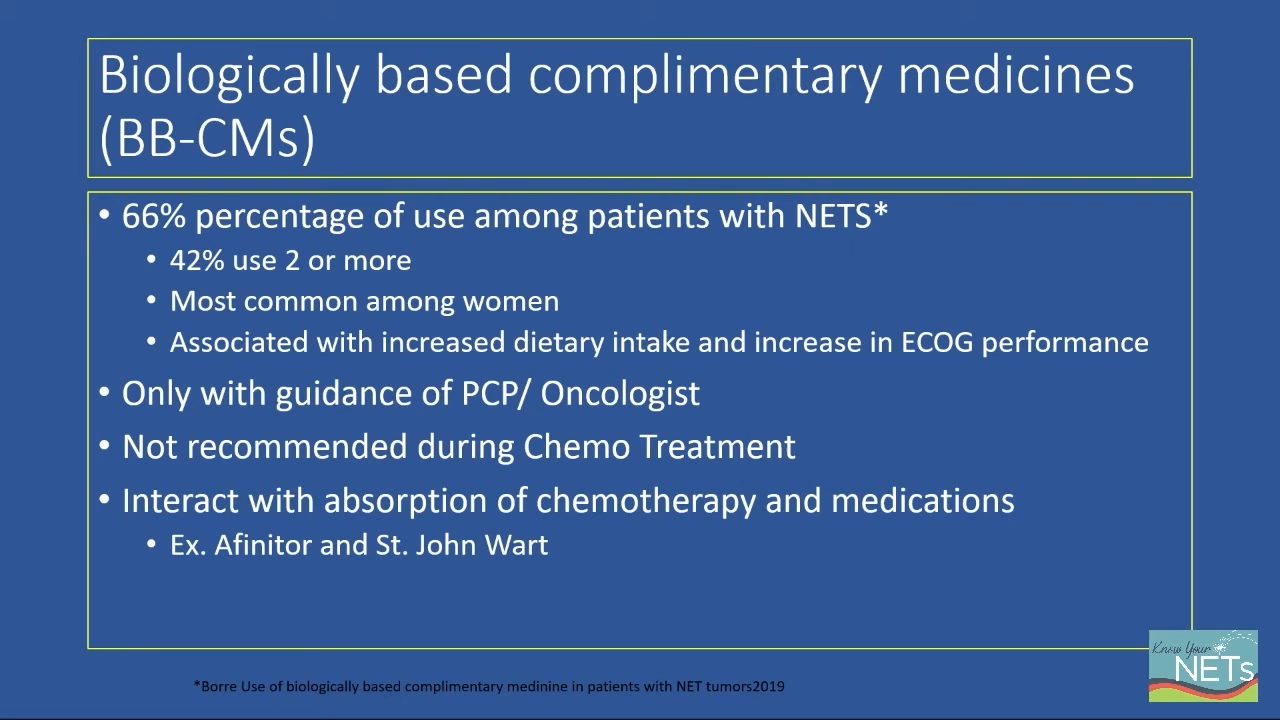 Biologically based complimentary medicines
(BB-CMs)
• 66% percentage of use among patients with NETS*
• 42% use 2 or more
• Most common among women
• Associated with increased dietary intake and increase in ECOG performance
• Only with guidance of PCP/ Oncologist
• Not recommended during Chemo Treatment
• Interact with absorption of chemotherapy and medications
• Ex. Afinitor and St. John Wart
Know Your
NETs
*Borre Use of biologically based complimentary medinine in patients with NET tumors2019